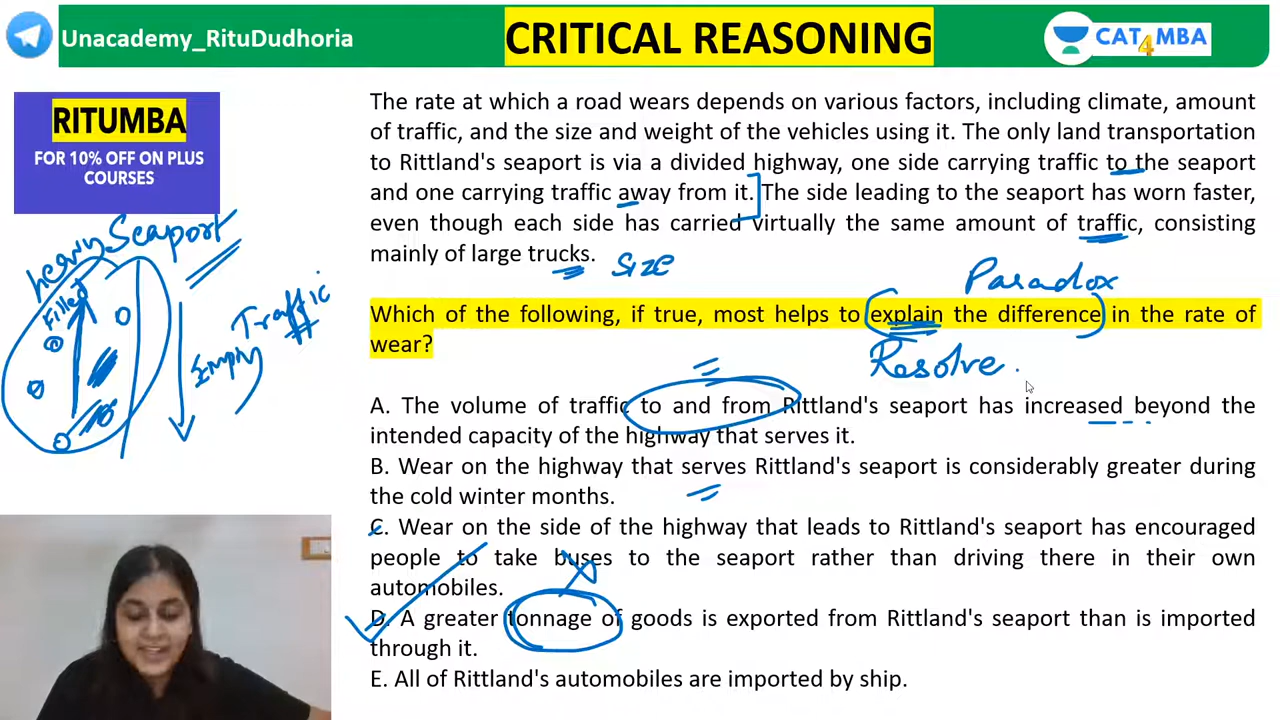 Unacademy_RituDudhoria
CRITICAL REASONING
CAT4MBA
RITUMBA
FOR 10% OFF ON PLUS
COURSES
The rate at which a road wears depends on various factors, including climate, amount
of traffic, and the size and weight of the vehicles using it. The only land transportation
to Rittland's seaport is via a divided highway, one side carrying traffic to the seaport
and one carrying traffic away from it. The side leading to the seaport has worn faster,
even though each side has carried virtually the same amount of traffic, consisting
mainly of large trucks.
Size
Paradox
Which of the following, if true, most helps to explain the difference in the rate of
wear?
Resolve.
A. The volume of traffic to and from Rittland's seaport has increased beyond the
intended capacity of the highway that serves it.
B. Wear on the highway that serves Rittland's seaport is considerably greater during
the cold winter months.
C. Wear on the side of the highway that leads to Rittland's seaport has encouraged
people to take buses to the seaport rather than driving there in their own
automobiles.
D. A greater tonnage of goods is exported from Rittland's seaport than is imported
through it.
E. All of Rittland's automobiles are imported by ship.
heavy
Seaport
Filled
Traffic
Empty